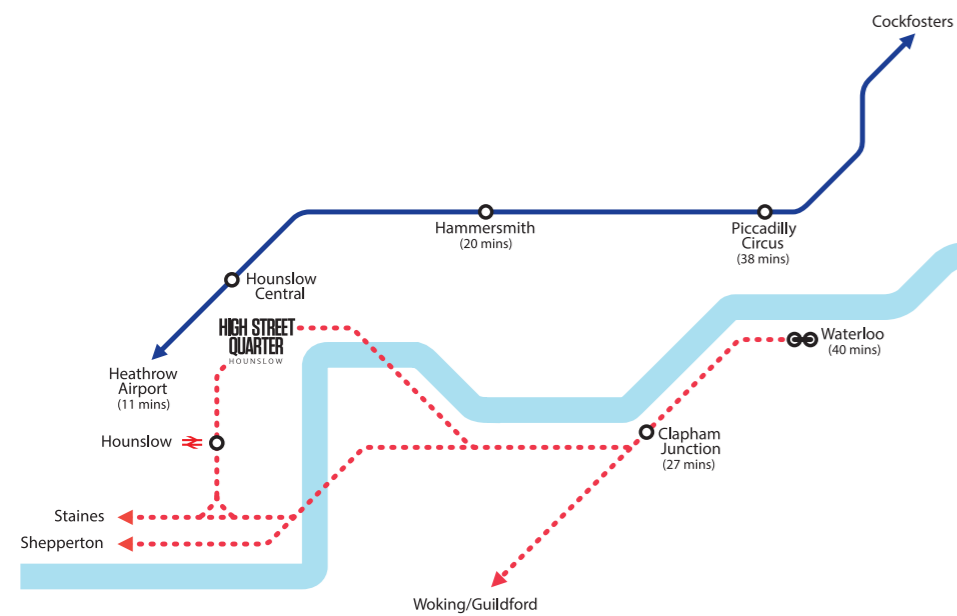 Cockfosters
Hammersmith
(20 mins)
Piccadilly
Circus
(38 mins)
Hounslow
Central
HIGH STREET
QUARTER
HOUNSLOW
Waterloo
(40 mins)
Heathrow
Airport
(11 mins)
Hounslow
Clapham
Junction
(27 mins)
Staines
Shepperton
Woking/Guildford